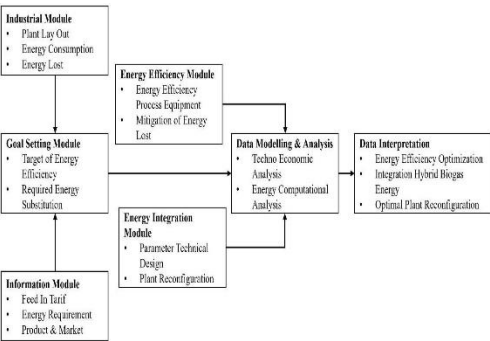 Industrial Module
• Plant Lay Out
• Energy Consumption
• Energy Lost
Energy Efficiency Module
• Energy Efficiency
Process Equipment
• Mitigation of Energy
Lost
Goal Setting Module
• Target of Energy
Efficiency
• Required Energy
Substitution
Data Modelling & Analysis
• Techno Economic
Analysis
• Energy Computational
Analysis
Data Interpretation
• Energy Efficiency Optimization
• Integration Hybrid Biogas
Energy
• Optimal Plant Reconfiguration
Energy Integration
Module
• Parameter Technical
Design
• Plant Reconfiguration
Information Module
• Feed In Tarif
• Energy Requirement
• Product & Market